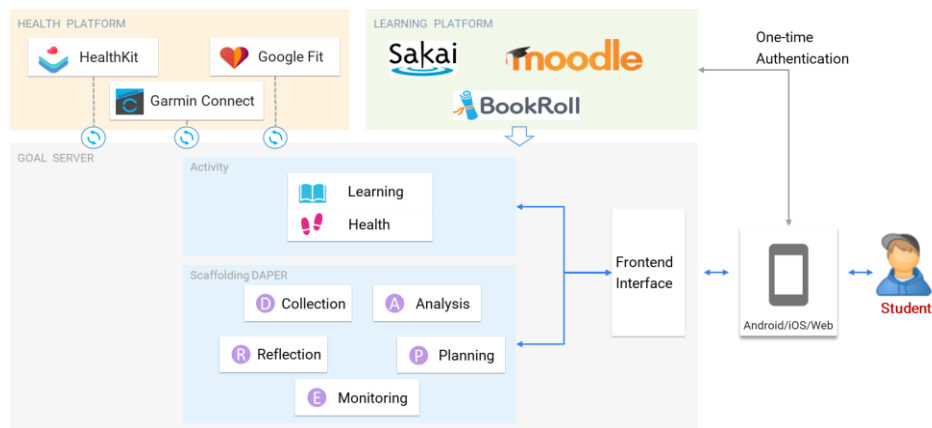 HEALTH PLATFORM
HealthKit
Google Fit
Garmin Connect
LEARNING PLATFORM
Sakai
moodle
BookRoll
One-time
Authentication
GOAL SERVER
Activity
Learning
Health
Scaffolding DAPER
D Collection
A Analysis
R Reflection
P Planning
E Monitoring
Frontend
Interface
Android/iOS/Web
Student